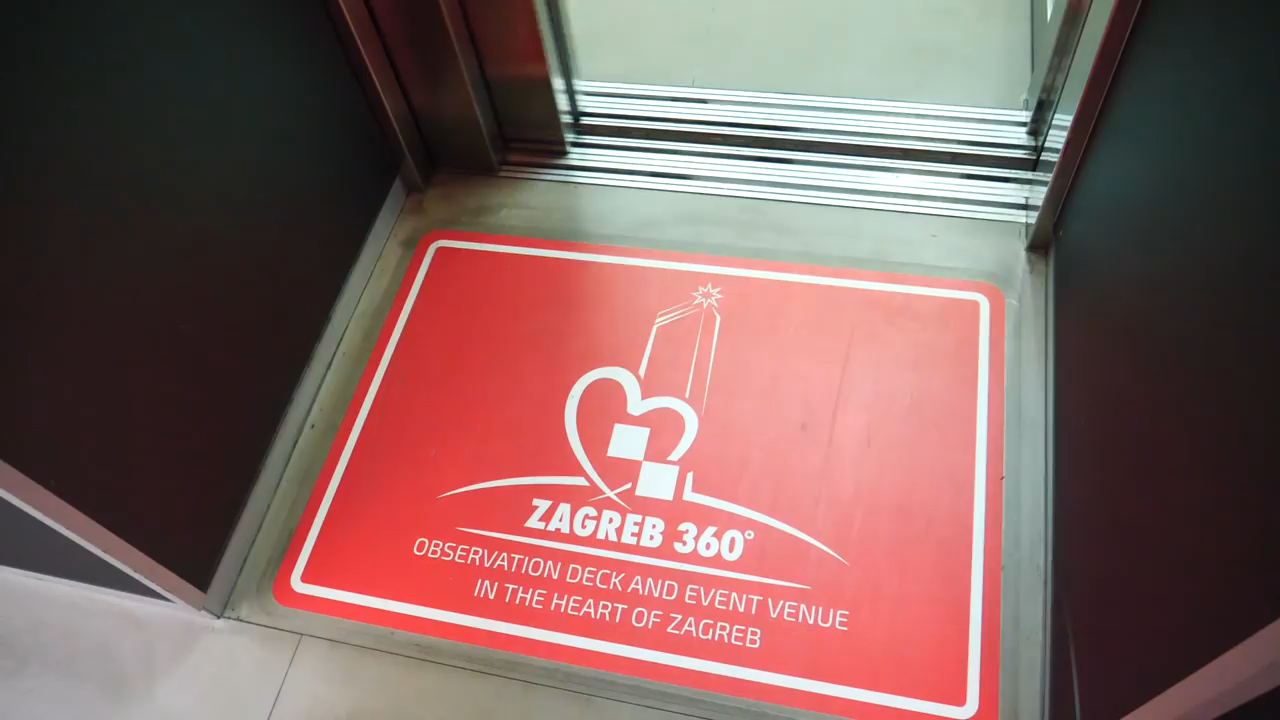 ZAGREB 360°
OBSERVATION DECK AND EVENT VENUE
IN THE HEART OF ZAGREB